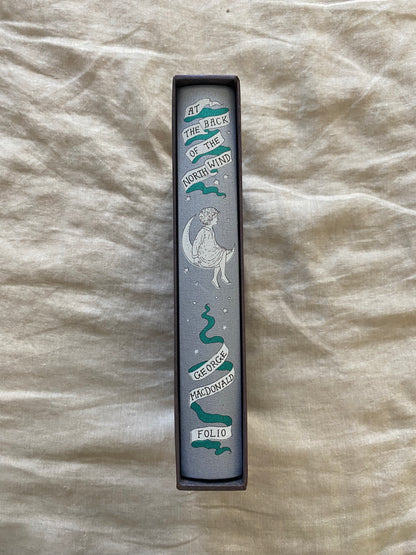 AT
THE BACK
OF THE
NORTH WIND
GEORGE
MACDONALD
FOLIO